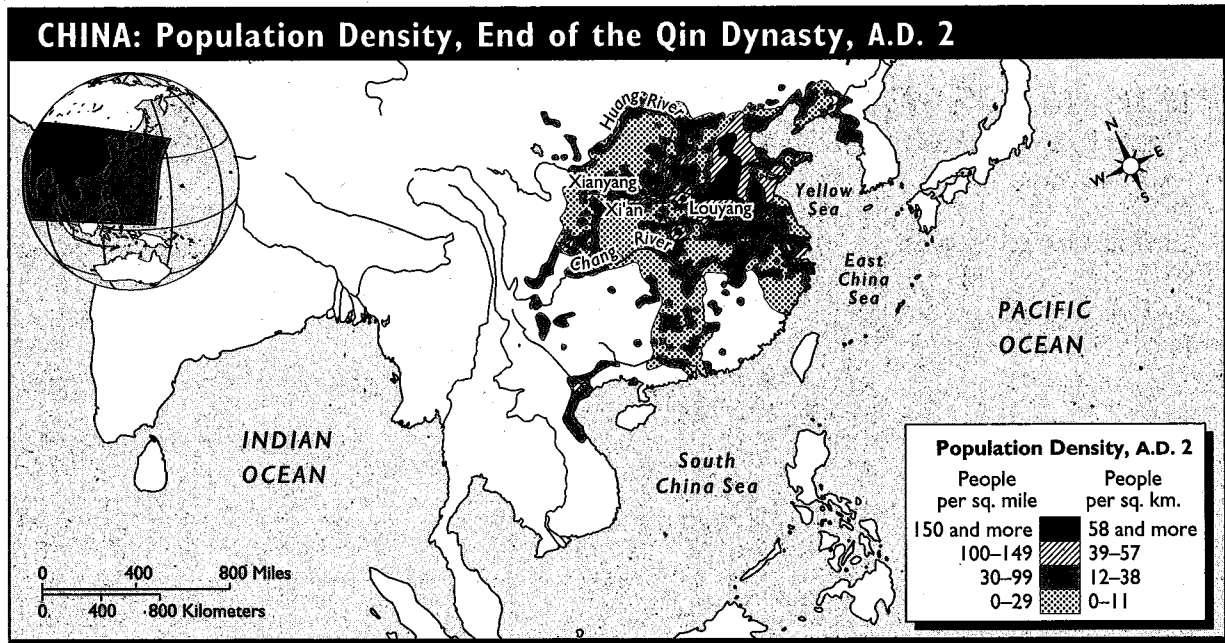 CHINA: Population Density, End of the Qin Dynasty, A.D. 2
Huang River
Xianyang
Xi'an
Louyang
Yellow
Sea
Chang River
East
China
Sea
PACIFIC
OCEAN
N
E
W
S
INDIAN
OCEAN
South
China Sea
0 400 800 Miles
0 400 800 Kilometers
Population Density, A.D. 2
People per sq. mile
People per sq. km.
150 and more 58 and more
100–149 39–57
30–99 12–38
0–29 0–11